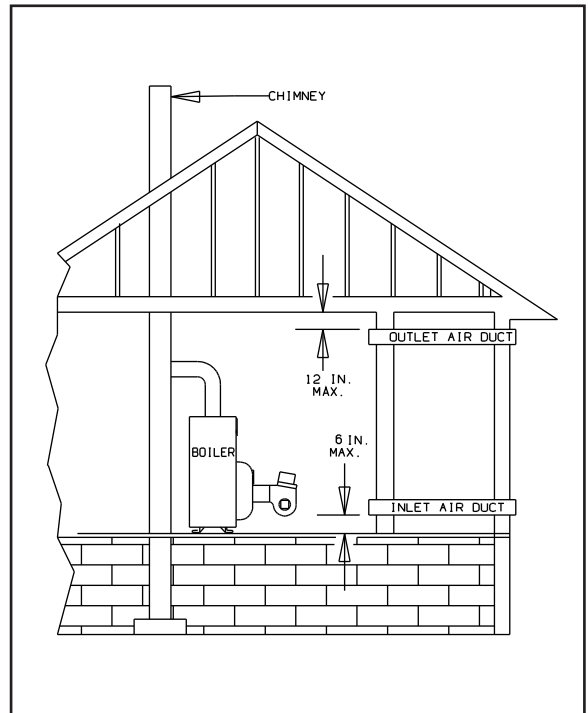 CHIMNEY
OUTLET AIR DUCT
12 IN.
MAX.
6 IN.
MAX.
BOILER
INLET AIR DUCT